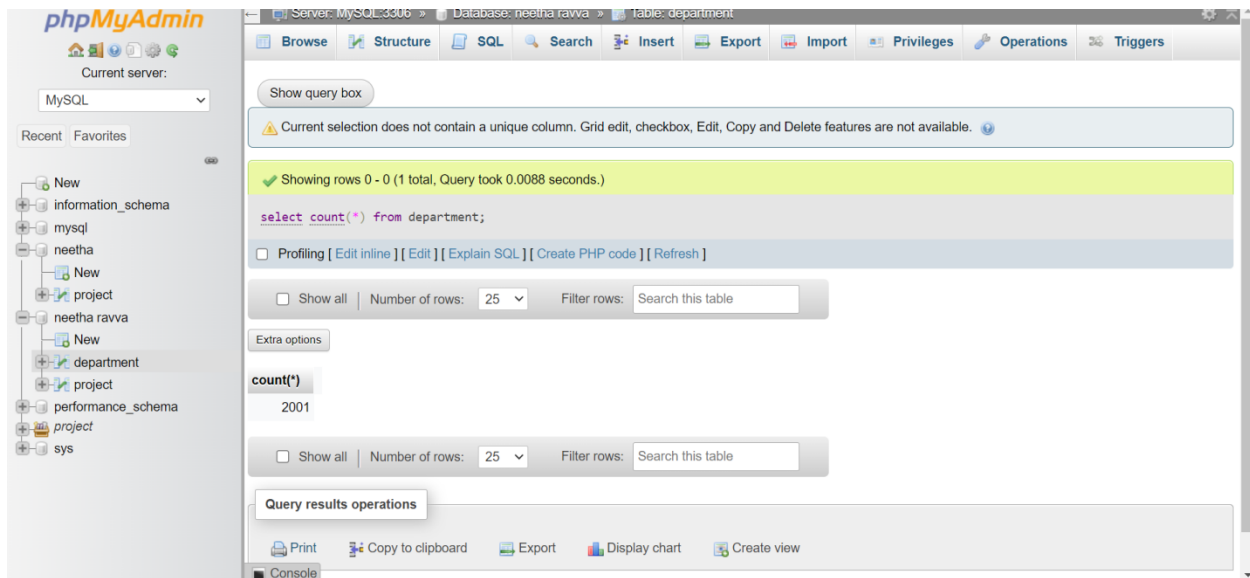 phpMyAdmin
Current server:
MySQL
Recent Favorites
New
information_schema
mysql
neetha
New
project
neetha ravva
New
department
project
performance_schema
project
sys
Server: MySQL:3306 » Database: neetha ravva » Table: department
Browse Structure SQL Search Insert Export Import Privileges Operations Triggers
Show query box
Current selection does not contain a unique column. Grid edit, checkbox, Edit, Copy and Delete features are not available.
Showing rows 0 - 0 (1 total, Query took 0.0088 seconds.)
select count(*) from department;
Profiling [ Edit inline ] [ Edit ] [ Explain SQL ] [ Create PHP code ] [ Refresh ]
Show all | Number of rows: 25 Filter rows: Search this table
Extra options
count(*)
2001
Show all | Number of rows: 25 Filter rows: Search this table
Query results operations
Print Copy to clipboard Export Display chart Create view
Console